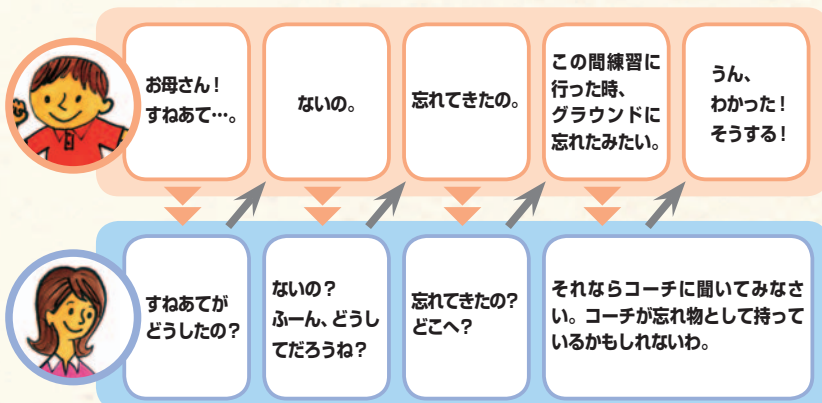 お母さん！
すねあて…。
すねあてが
どうしたの？
ないの。
ないの？
ふーん、どうし
てだろうね？
忘れてきたの。
忘れてきたの？
どこへ？
この間練習に
行った時、
グラウンドに
忘れたみたい。
それならコーチに聞いてみなさ
い。コーチが忘れ物として持って
いるかもしれないわ。
うん、
わかった！
そうする！